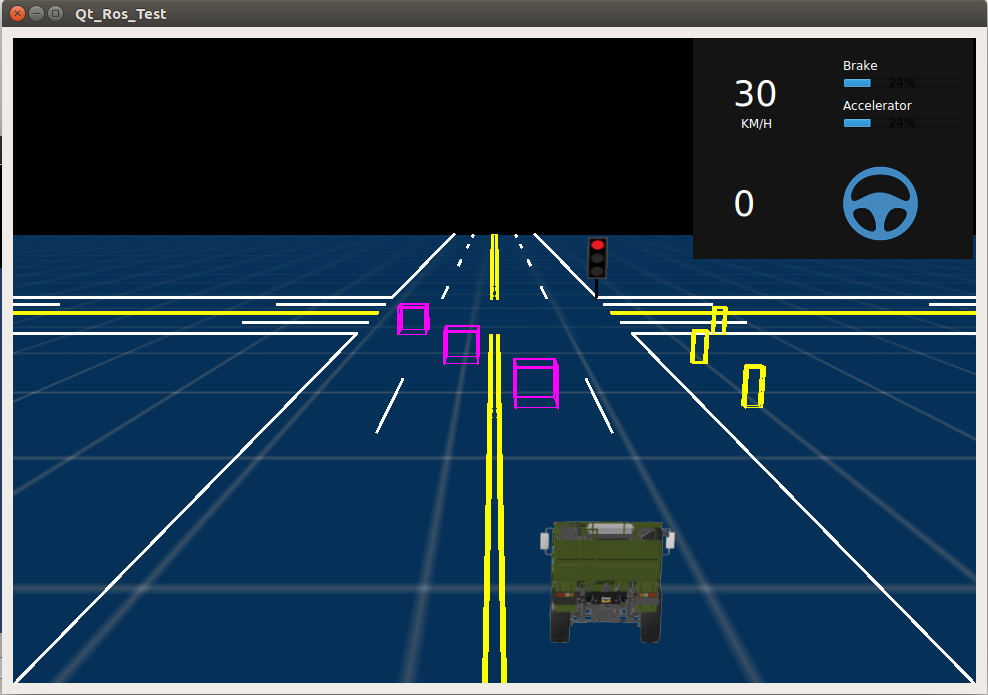 Qt_Ros_Test
30
KM/H
Brake
24%
Accelerator
24%
0